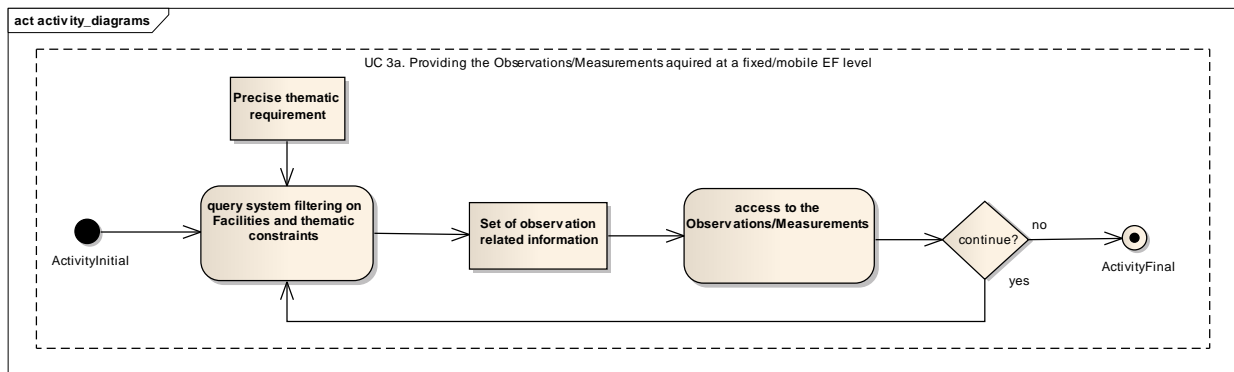 act activity_diagrams
UC 3a. Providing the Observations/Measurements aquired at a fixed/mobile EF level
Precise thematic
requirement
query system filtering on
Facilities and thematic
constraints
Set of observation
related information
access to the
Observations/Measurements
continue?
no
yes
ActivityInitial
ActivityFinal